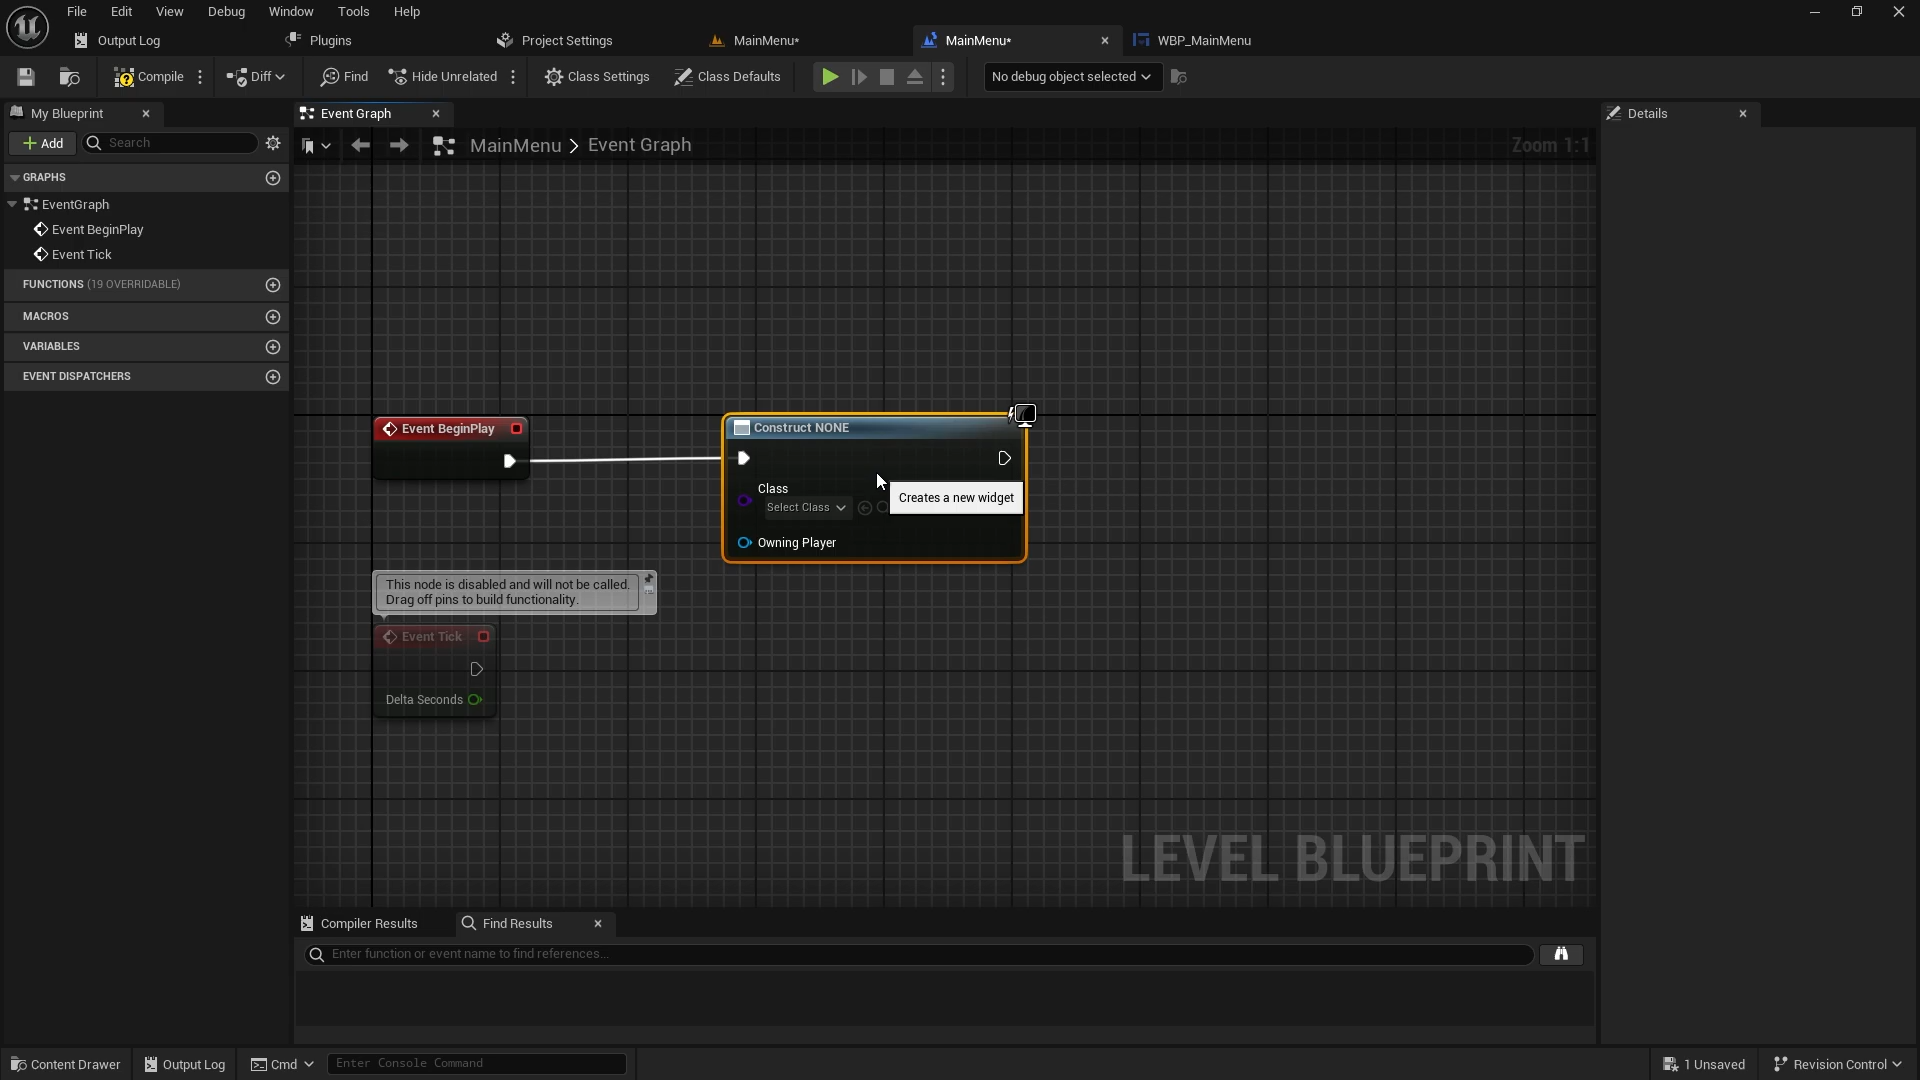 File Edit View Debug Window Tools Help
Output Log Plugins Project Settings MainMenu* MainMenu* WBP_MainMenu
Compile Diff Find Hide Unrelated Class Settings Class Defaults No debug object selected
My Blueprint Event Graph Details
Add Search MainMenu > Event Graph Zoom 1:1
GRAPHS
EventGraph
Event BeginPlay
Event Tick
FUNCTIONS (19 OVERRIDABLE)
MACROS
VARIABLES
EVENT DISPATCHERS
Event BeginPlay
Construct NONE
Class
Select Class
Creates a new widget
Owning Player
This node is disabled and will not be called.
Drag off pins to build functionality.
Event Tick
Delta Seconds
LEVEL BLUEPRINT
Compiler Results Find Results
Enter function or event name to find references...
Content Drawer Output Log Cmd Enter Console Command 1 Unsaved Revision Control